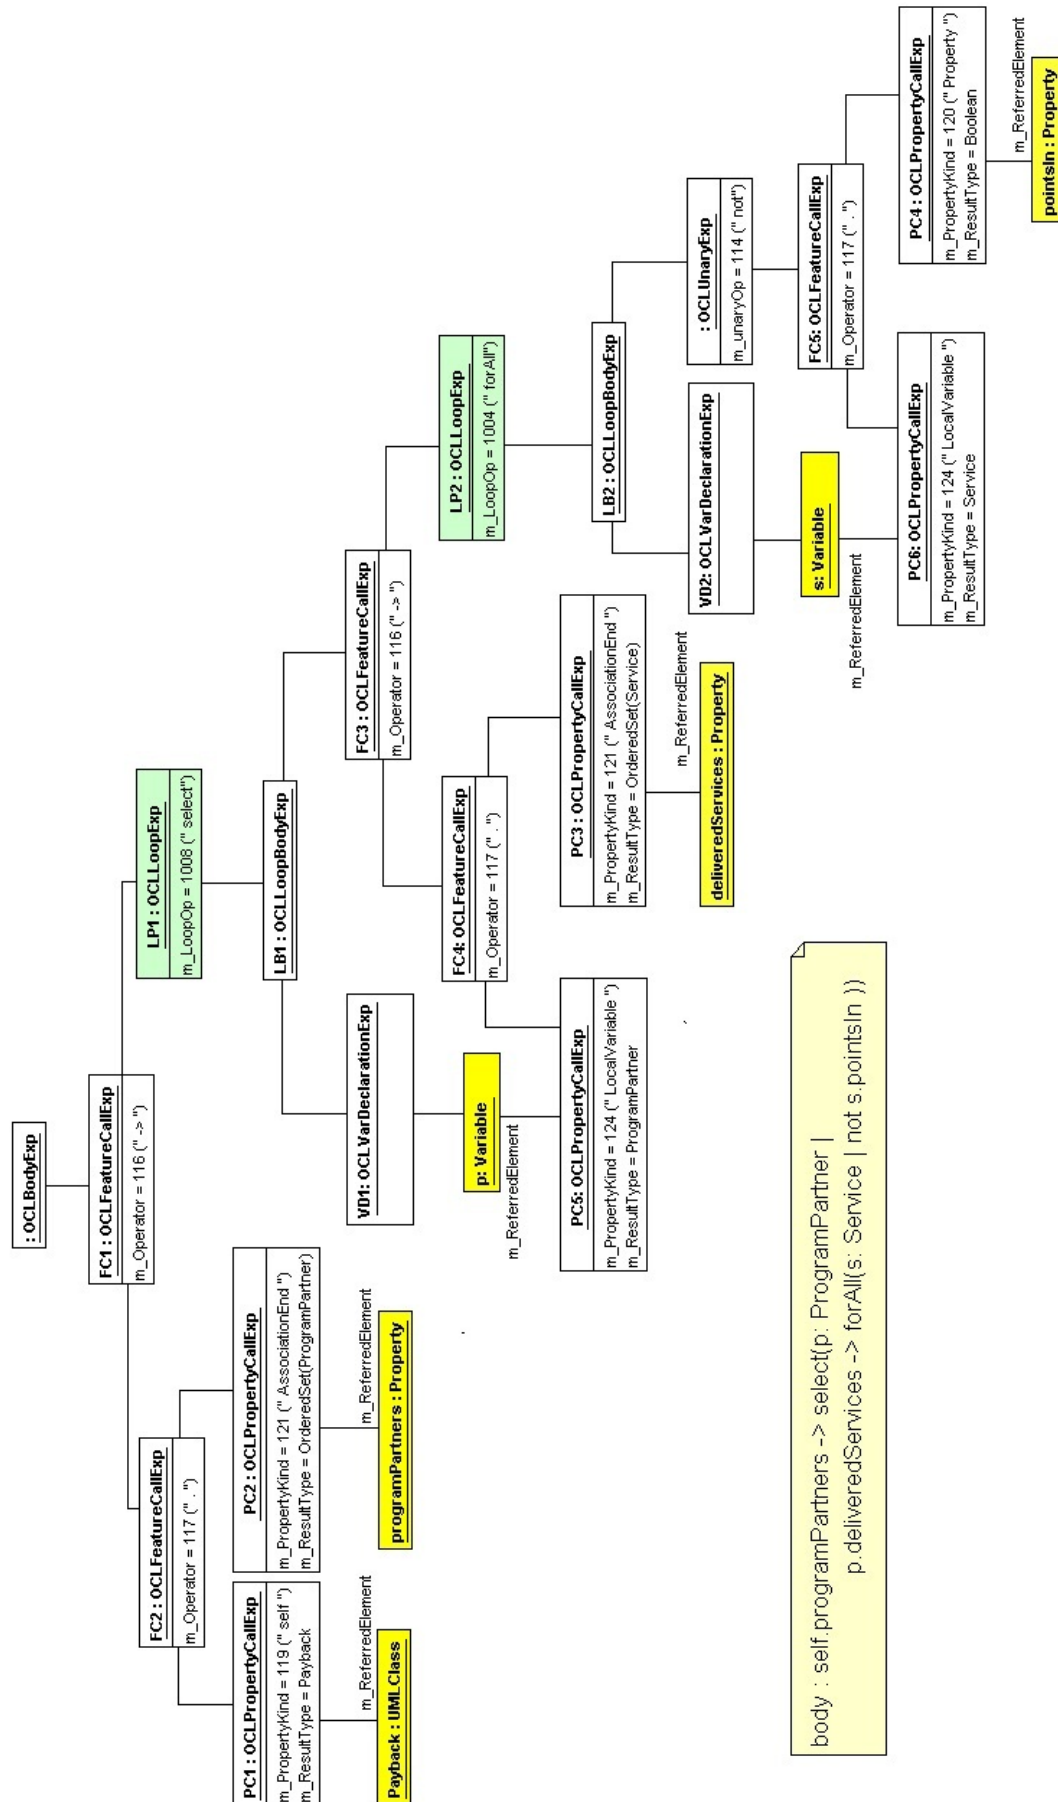 : OCLBodyExp
FC1 : OCLFeatureCallExp
m_Operator = 116 (" -> ")
FC2 : OCLFeatureCallExp
m_Operator = 117 (" . ")
PC1 : OCLPropertyCallExp
m_PropertyKind = 119 (" self ")
m_ResultType = Payback
m_ReferredElement
Payback : UMLClass
PC2 : OCLPropertyCallExp
m_PropertyKind = 121 (" AssociationEnd ")
m_ResultType = OrderedSet(ProgramPartner)
m_ReferredElement
programPartners : Property
LP1 : OCLLoopExp
m_LoopOp = 1008 (" select")
LB1 : OCLLoopBodyExp
VD1: OCLVarDeclarationExp
p: Variable
m_ReferredElement
PC5: OCLPropertyCallExp
m_PropertyKind = 124 (" LocalVariable ")
m_ResultType = ProgramPartner
FC3 : OCLFeatureCallExp
m_Operator = 116 (" -> ")
FC4: OCLFeatureCallExp
m_Operator = 117 (" . ")
PC3 : OCLPropertyCallExp
m_PropertyKind = 121 (" AssociationEnd ")
m_ResultType = OrderedSet(Service)
m_ReferredElement
deliveredServices : Property
LP2 : OCLLoopExp
m_LoopOp = 1004 (" forAll")
LB2 : OCLLoopBodyExp
VD2: OCLVarDeclarationExp
s: Variable
m_ReferredElement
PC6: OCLPropertyCallExp
m_PropertyKind = 124 (" LocalVariable ")
m_ResultType = Service
: OCLUnaryExp
m_unaryOp = 114 (" not")
FC5: OCLFeatureCallExp
m_Operator = 117 (" . ")
PC4 : OCLPropertyCallExp
m_PropertyKind = 120 (" Property ")
m_ResultType = Boolean
m_ReferredElement
pointsIn : Property
body : self.programPartners -> select(p: ProgramPartner |
p.deliveredServices -> forAll(s: Service | not s.pointsIn ))